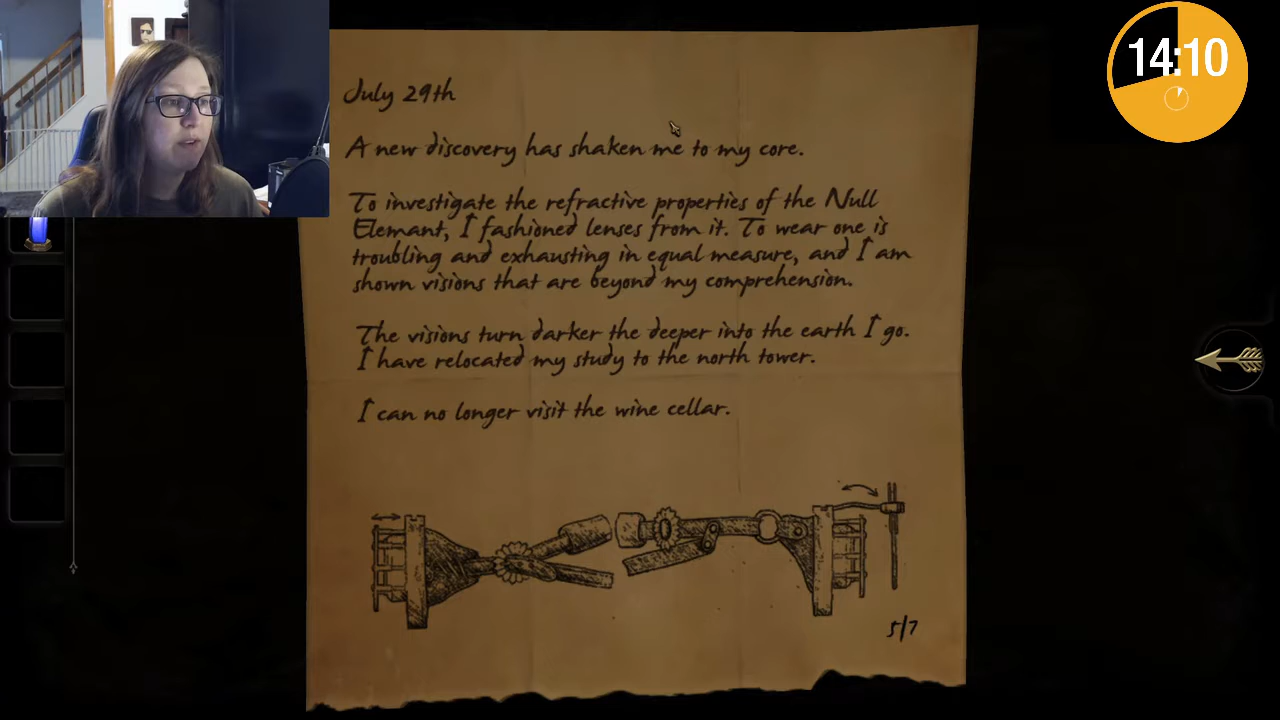 14:10
July 29th
A new discovery has shaken me to my core.
To investigate the refractive properties of the Null
Elemant, I fashioned lenses from it. To wear one is
troubling and exhausting in equal measure, and I am
shown visions that are beyond my comprehension.
The visions turn darker the deeper into the earth I go.
I have relocated my study to the north tower.
I can no longer visit the wine cellar.
5/7